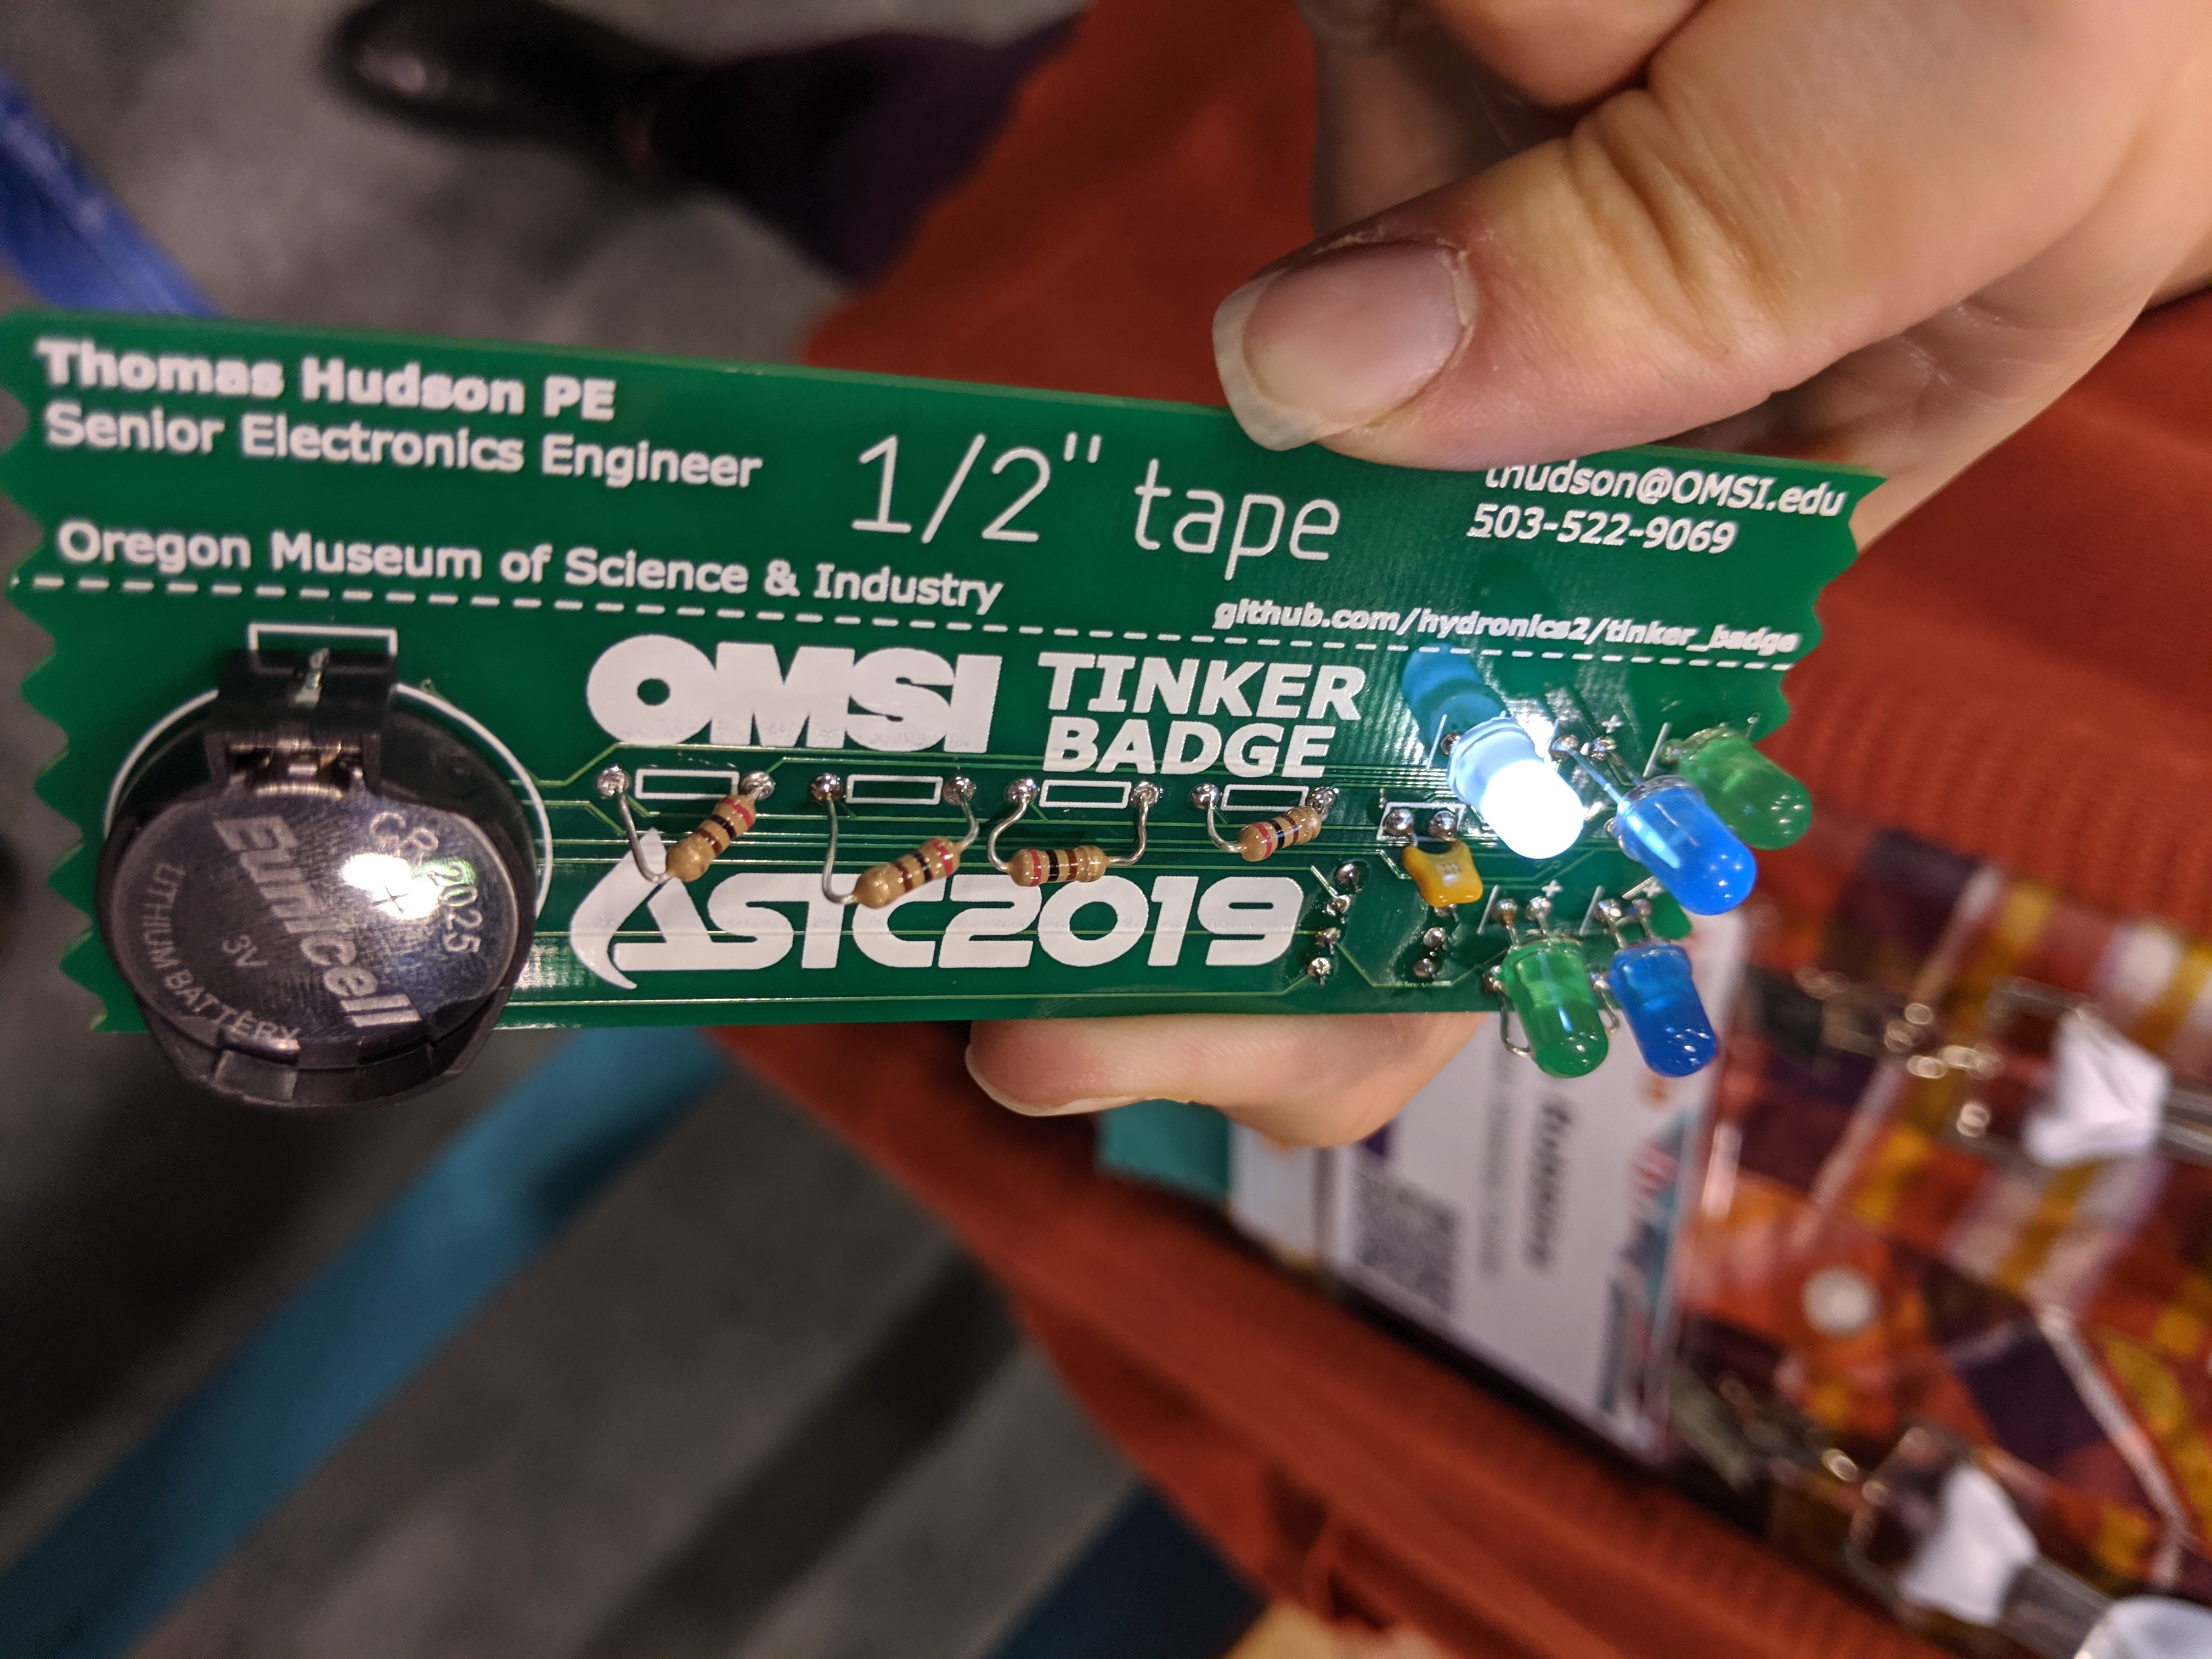 Thomas Hudson PE
Senior Electronics Engineer
Oregon Museum of Science & Industry
1/2" tape
thudson@OMSI.edu
503-522-9069
github.com/hydronics2/tinker_badge
OMSI
TINKER
BADGE
ASTC2019
+
+
+
CR2025
+
Eunicell
3V
LITHIUM BATTERY